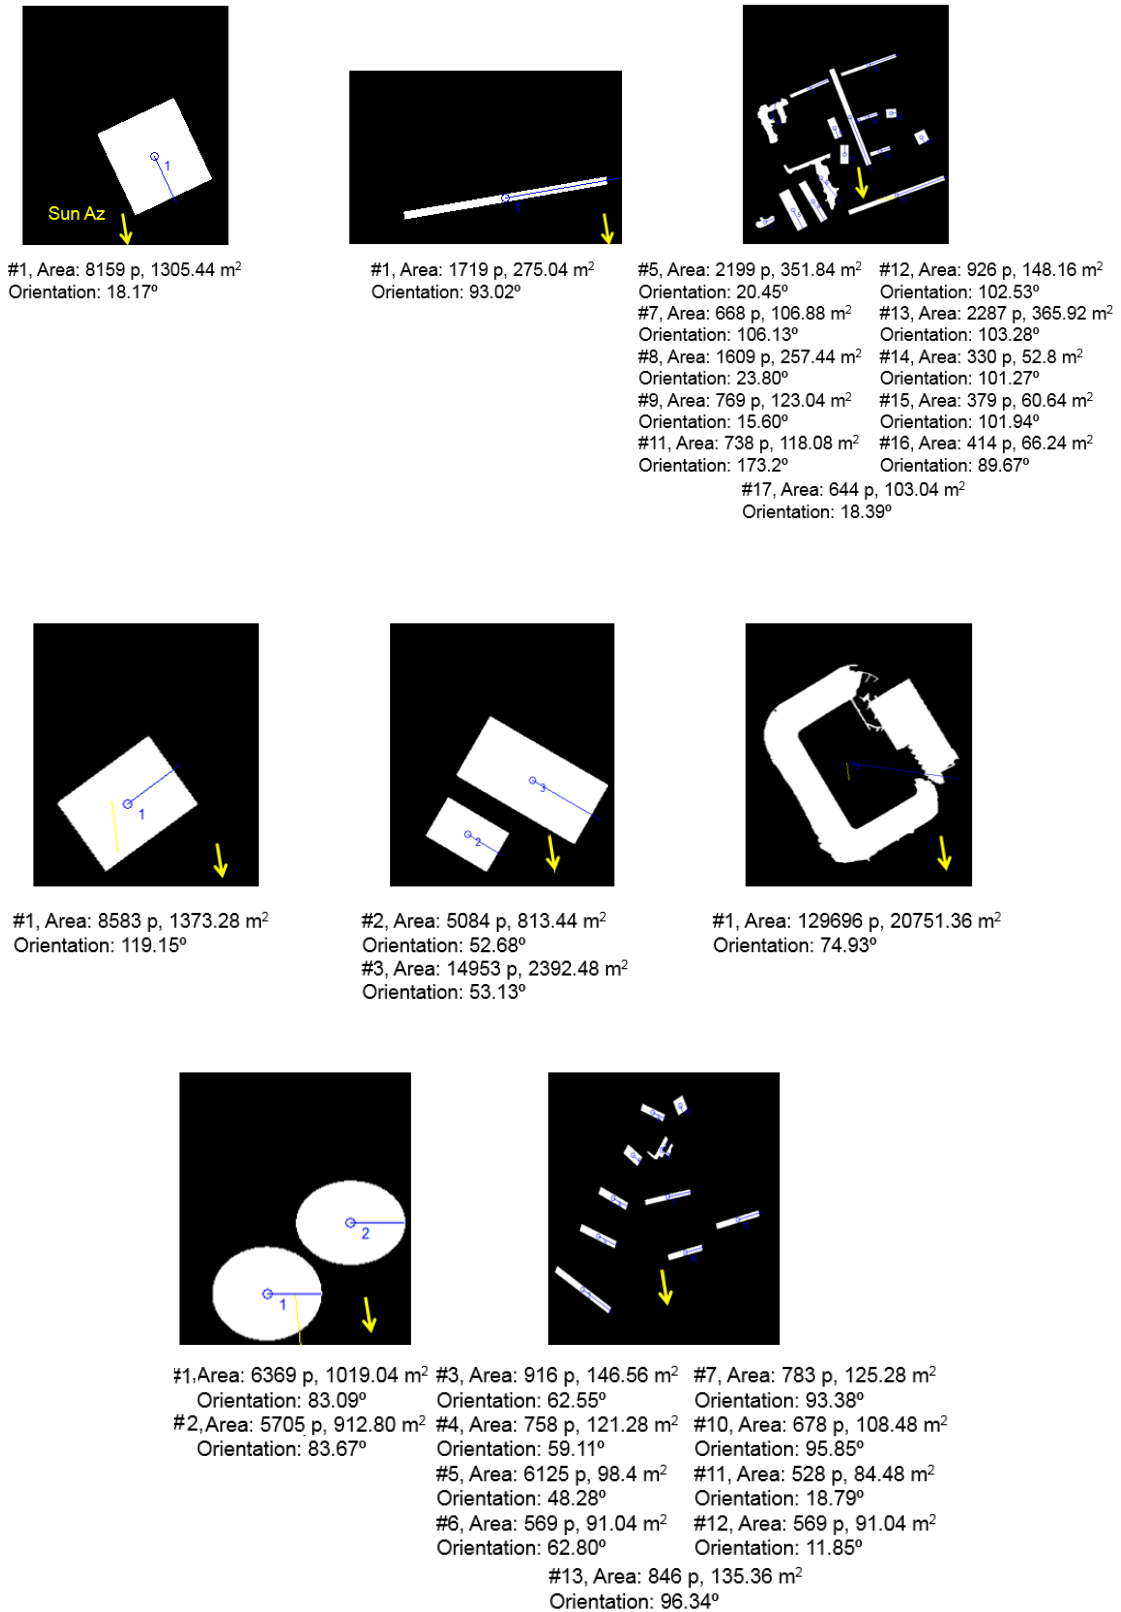 Sun Az
1
#1, Area: 8159 p, 1305.44 m²
Orientation: 18.17º
1
#1, Area: 1719 p, 275.04 m²
Orientation: 93.02º
#5, Area: 2199 p, 351.84 m²
Orientation: 20.45º
#7, Area: 668 p, 106.88 m²
Orientation: 106.13º
#8, Area: 1609 p, 257.44 m²
Orientation: 23.80º
#9, Area: 769 p, 123.04 m²
Orientation: 15.60º
#11, Area: 738 p, 118.08 m²
Orientation: 173.2º
#12, Area: 926 p, 148.16 m²
Orientation: 102.53º
#13, Area: 2287 p, 365.92 m²
Orientation: 103.28º
#14, Area: 330 p, 52.8 m²
Orientation: 101.27º
#15, Area: 379 p, 60.64 m²
Orientation: 101.94º
#16, Area: 414 p, 66.24 m²
Orientation: 89.67º
#17, Area: 644 p, 103.04 m²
Orientation: 18.39º
1
#1, Area: 8583 p, 1373.28 m²
Orientation: 119.15º
3
2
#2, Area: 5084 p, 813.44 m²
Orientation: 52.68º
#3, Area: 14953 p, 2392.48 m²
Orientation: 53.13º
#1, Area: 129696 p, 20751.36 m²
Orientation: 74.93º
2
1
#1,Area: 6369 p, 1019.04 m²
Orientation: 83.09º
#2,Area: 5705 p, 912.80 m²
Orientation: 83.67º
#3, Area: 916 p, 146.56 m²
Orientation: 62.55º
#4, Area: 758 p, 121.28 m²
Orientation: 59.11º
#5, Area: 6125 p, 98.4 m²
Orientation: 48.28º
#6, Area: 569 p, 91.04 m²
Orientation: 62.80º
#7, Area: 783 p, 125.28 m²
Orientation: 93.38º
#10, Area: 678 p, 108.48 m²
Orientation: 95.85º
#11, Area: 528 p, 84.48 m²
Orientation: 18.79º
#12, Area: 569 p, 91.04 m²
Orientation: 11.85º
#13, Area: 846 p, 135.36 m²
Orientation: 96.34º